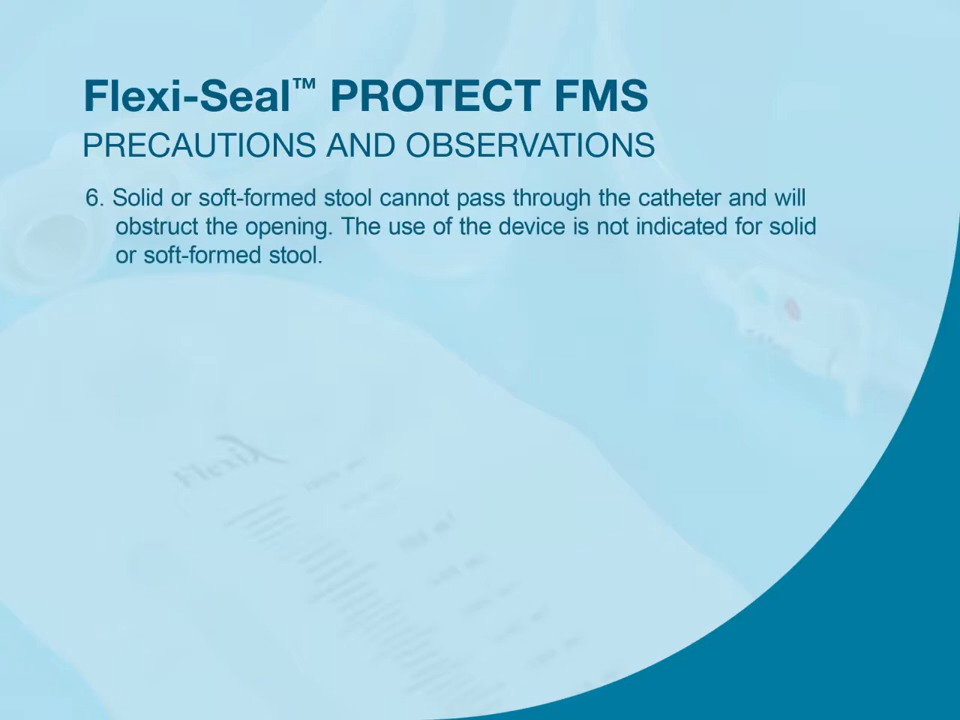 Flexi-Seal™ PROTECT FMS
PRECAUTIONS AND OBSERVATIONS
6. Solid or soft-formed stool cannot pass through the catheter and will
obstruct the opening. The use of the device is not indicated for solid
or soft-formed stool.